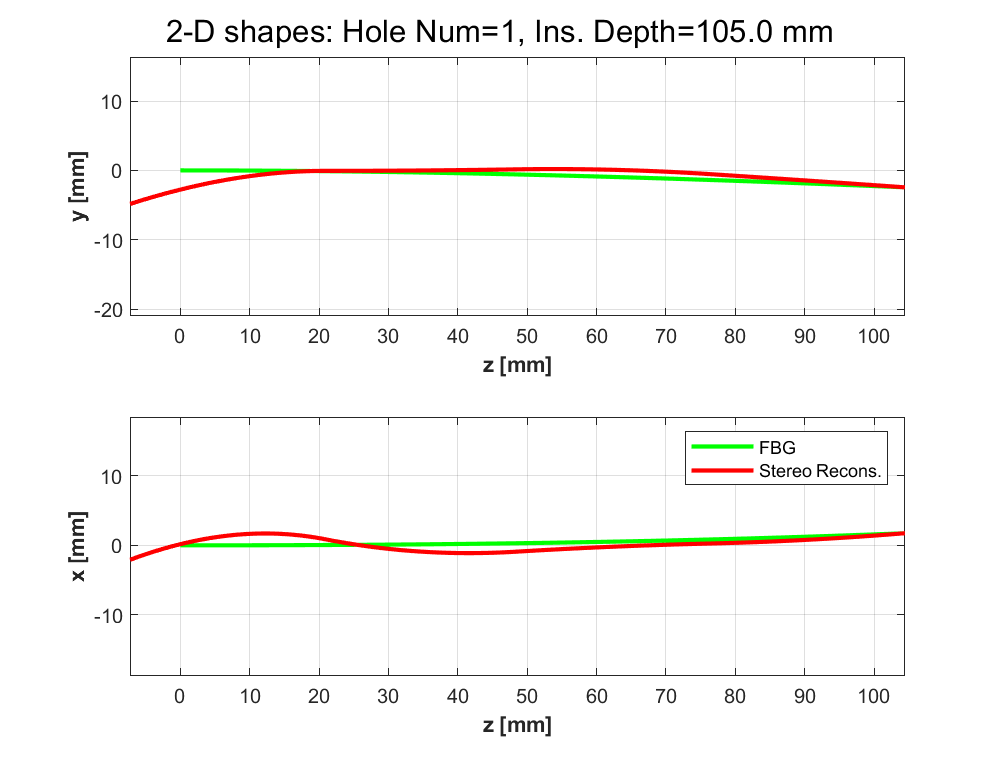 2-D shapes: Hole Num=1, Ins. Depth=105.0 mm
10
0
-10
-20
y [mm]
0 10 20 30 40 50 60 70 80 90 100
z [mm]
FBG
Stereo Recons.
10
0
-10
x [mm]
0 10 20 30 40 50 60 70 80 90 100
z [mm]